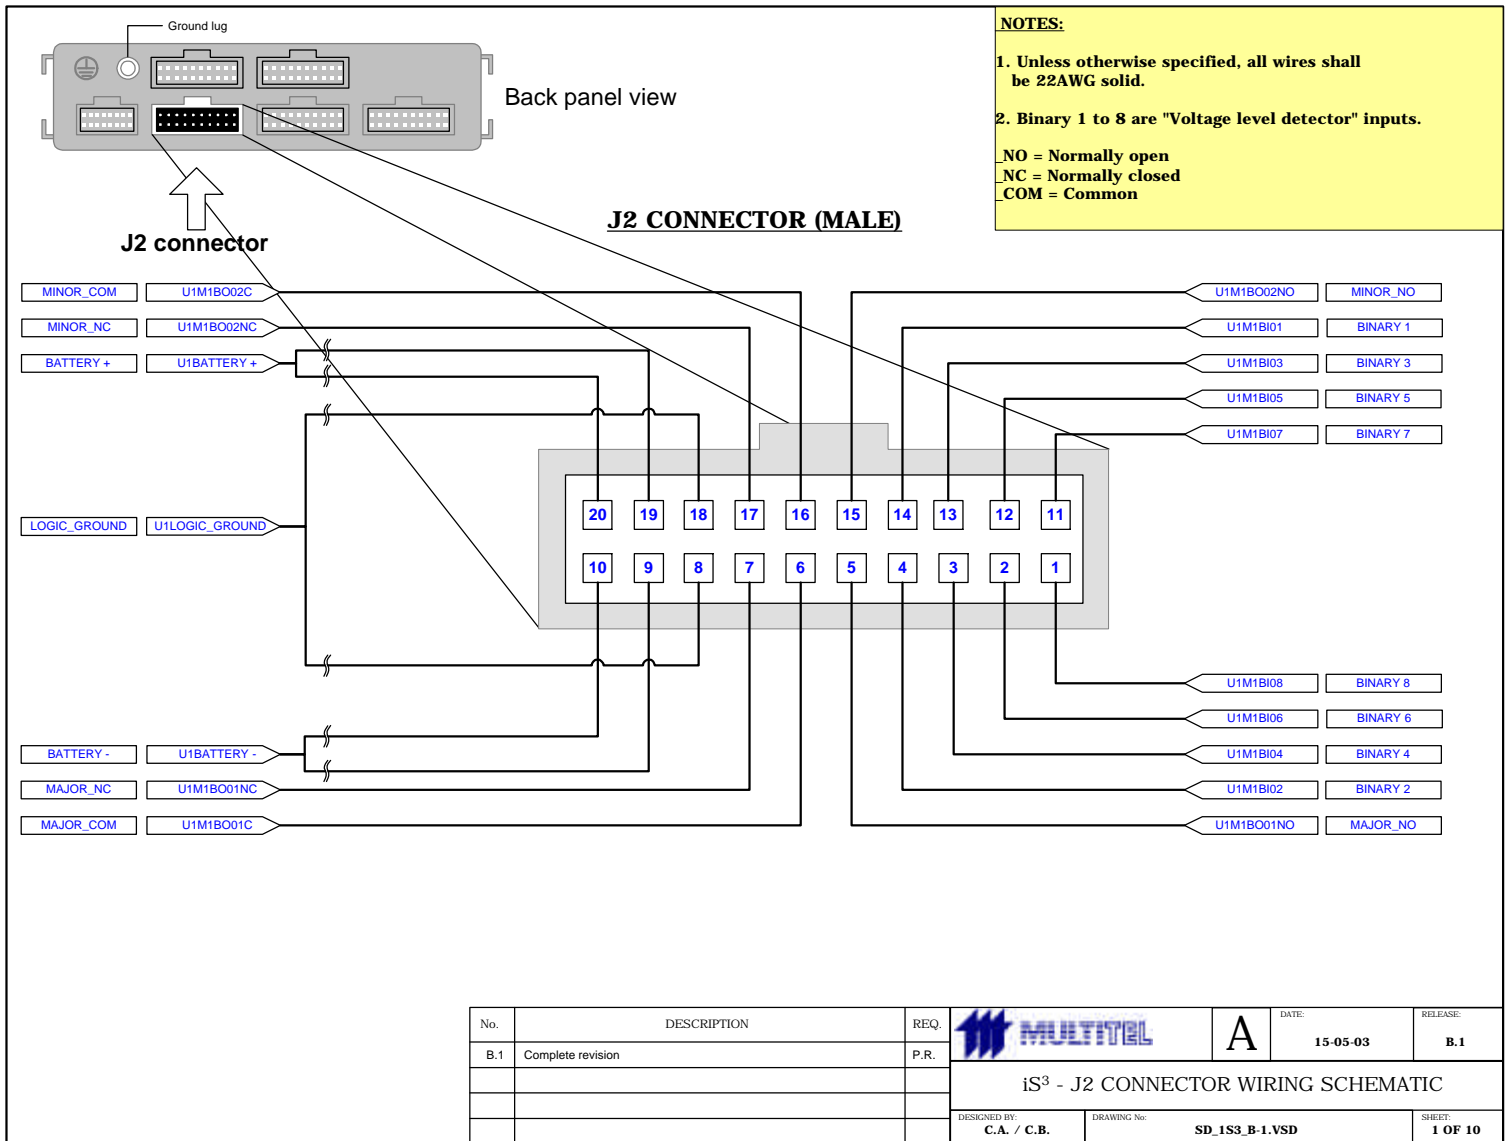 Ground lug
Back panel view
J2 connector
NOTES:
1. Unless otherwise specified, all wires shall
be 22AWG solid.
2. Binary 1 to 8 are "Voltage level detector" inputs.
_NO = Normally open
_NC = Normally closed
_COM = Common
J2 CONNECTOR (MALE)
MINOR_COM U1M1BO02C
MINOR_NC U1M1BO02NC
BATTERY + U1BATTERY +
LOGIC_GROUND U1LOGIC_GROUND
BATTERY - U1BATTERY -
MAJOR_NC U1M1BO01NC
MAJOR_COM U1M1BO01C
20 19 18 17 16 15 14 13 12 11
10 9 8 7 6 5 4 3 2 1
U1M1BO02NO MINOR_NO
U1M1BI01 BINARY 1
U1M1BI03 BINARY 3
U1M1BI05 BINARY 5
U1M1BI07 BINARY 7
U1M1BI08 BINARY 8
U1M1BI06 BINARY 6
U1M1BI04 BINARY 4
U1M1BI02 BINARY 2
U1M1BO01NO MAJOR_NO
No. DESCRIPTION REQ.
B.1 Complete revision P.R.
MULTITEL
A
DATE:
15-05-03
RELEASE:
B.1
iS³ - J2 CONNECTOR WIRING SCHEMATIC
DESIGNED BY:
C.A. / C.B.
DRAWING No:
SD_1S3_B-1.VSD
SHEET:
1 OF 10